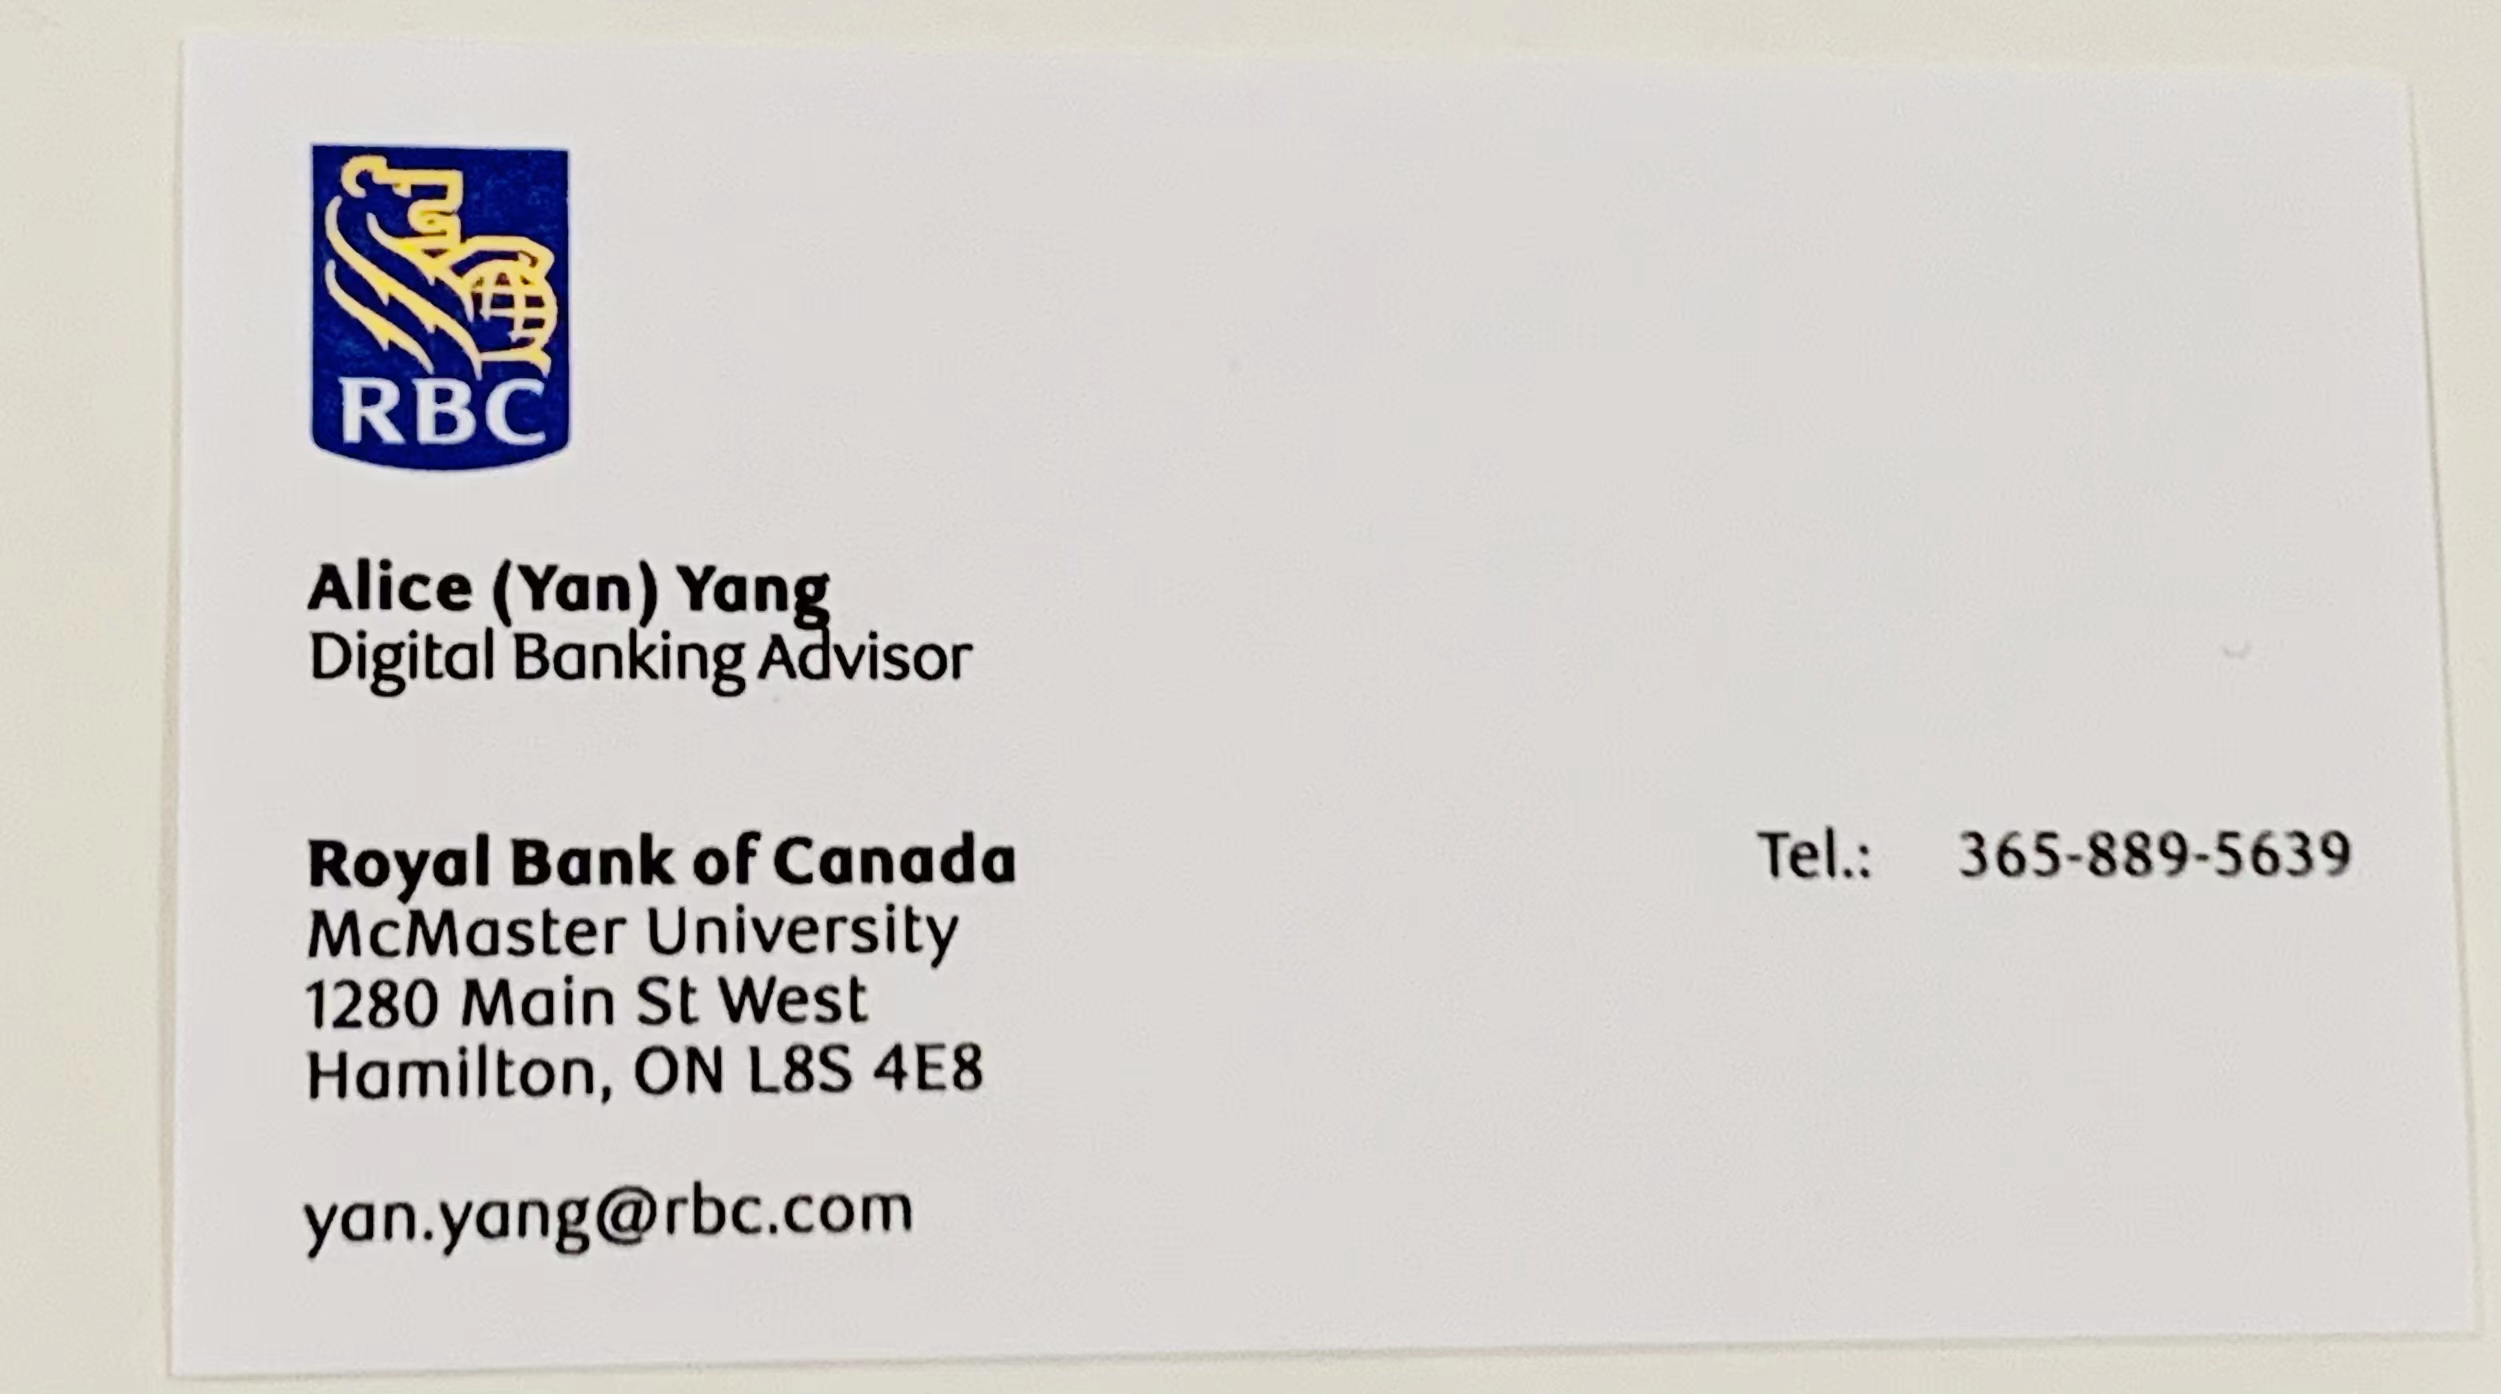 RBC
Alice (Yan) Yang
Digital Banking Advisor
Royal Bank of Canada
McMaster University
1280 Main St West
Hamilton, ON L8S 4E8
yan.yang@rbc.com
Tel.: 365-889-5639